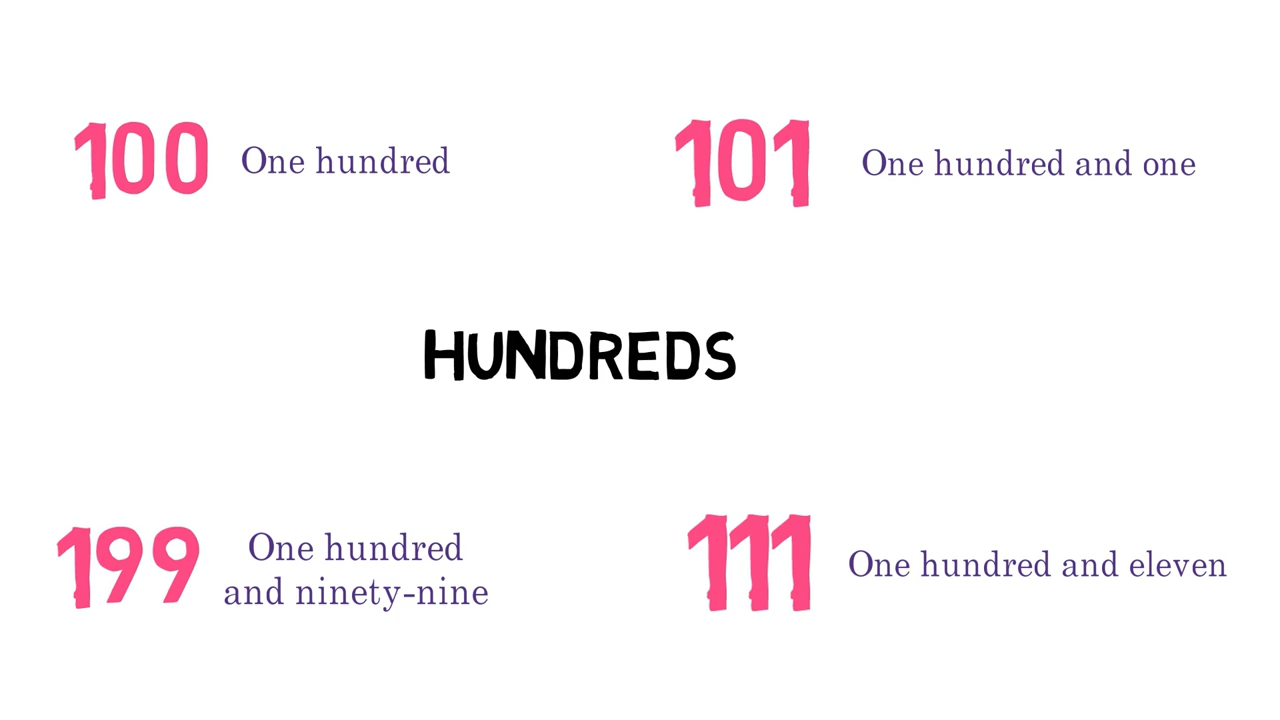 100 One hundred
101 One hundred and one
HUNDREDS
199 One hundred
and ninety-nine
111 One hundred and eleven